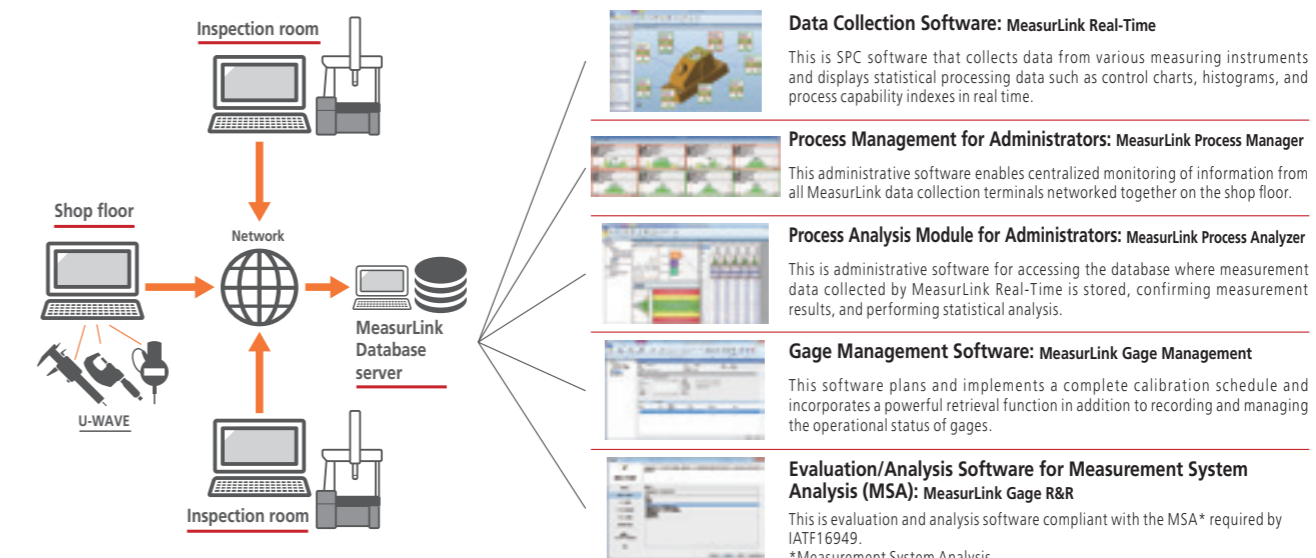 Inspection room
Shop floor
Network
U-WAVE
MeasurLink
Database
server
Inspection room
Data Collection Software: MeasurLink Real-Time
This is SPC software that collects data from various measuring instruments
and displays statistical processing data such as control charts, histograms, and
process capability indexes in real time.
Process Management for Administrators: MeasurLink Process Manager
This administrative software enables centralized monitoring of information from
all MeasurLink data collection terminals networked together on the shop floor.
Process Analysis Module for Administrators: MeasurLink Process Analyzer
This is administrative software for accessing the database where measurement
data collected by MeasurLink Real-Time is stored, confirming measurement
results, and performing statistical analysis.
Gage Management Software: MeasurLink Gage Management
This software plans and implements a complete calibration schedule and
incorporates a powerful retrieval function in addition to recording and managing
the operational status of gages.
Evaluation/Analysis Software for Measurement System
Analysis (MSA): MeasurLink Gage R&R
This is evaluation and analysis software compliant with the MSA* required by
IATF16949.
*Measurement System Analysis